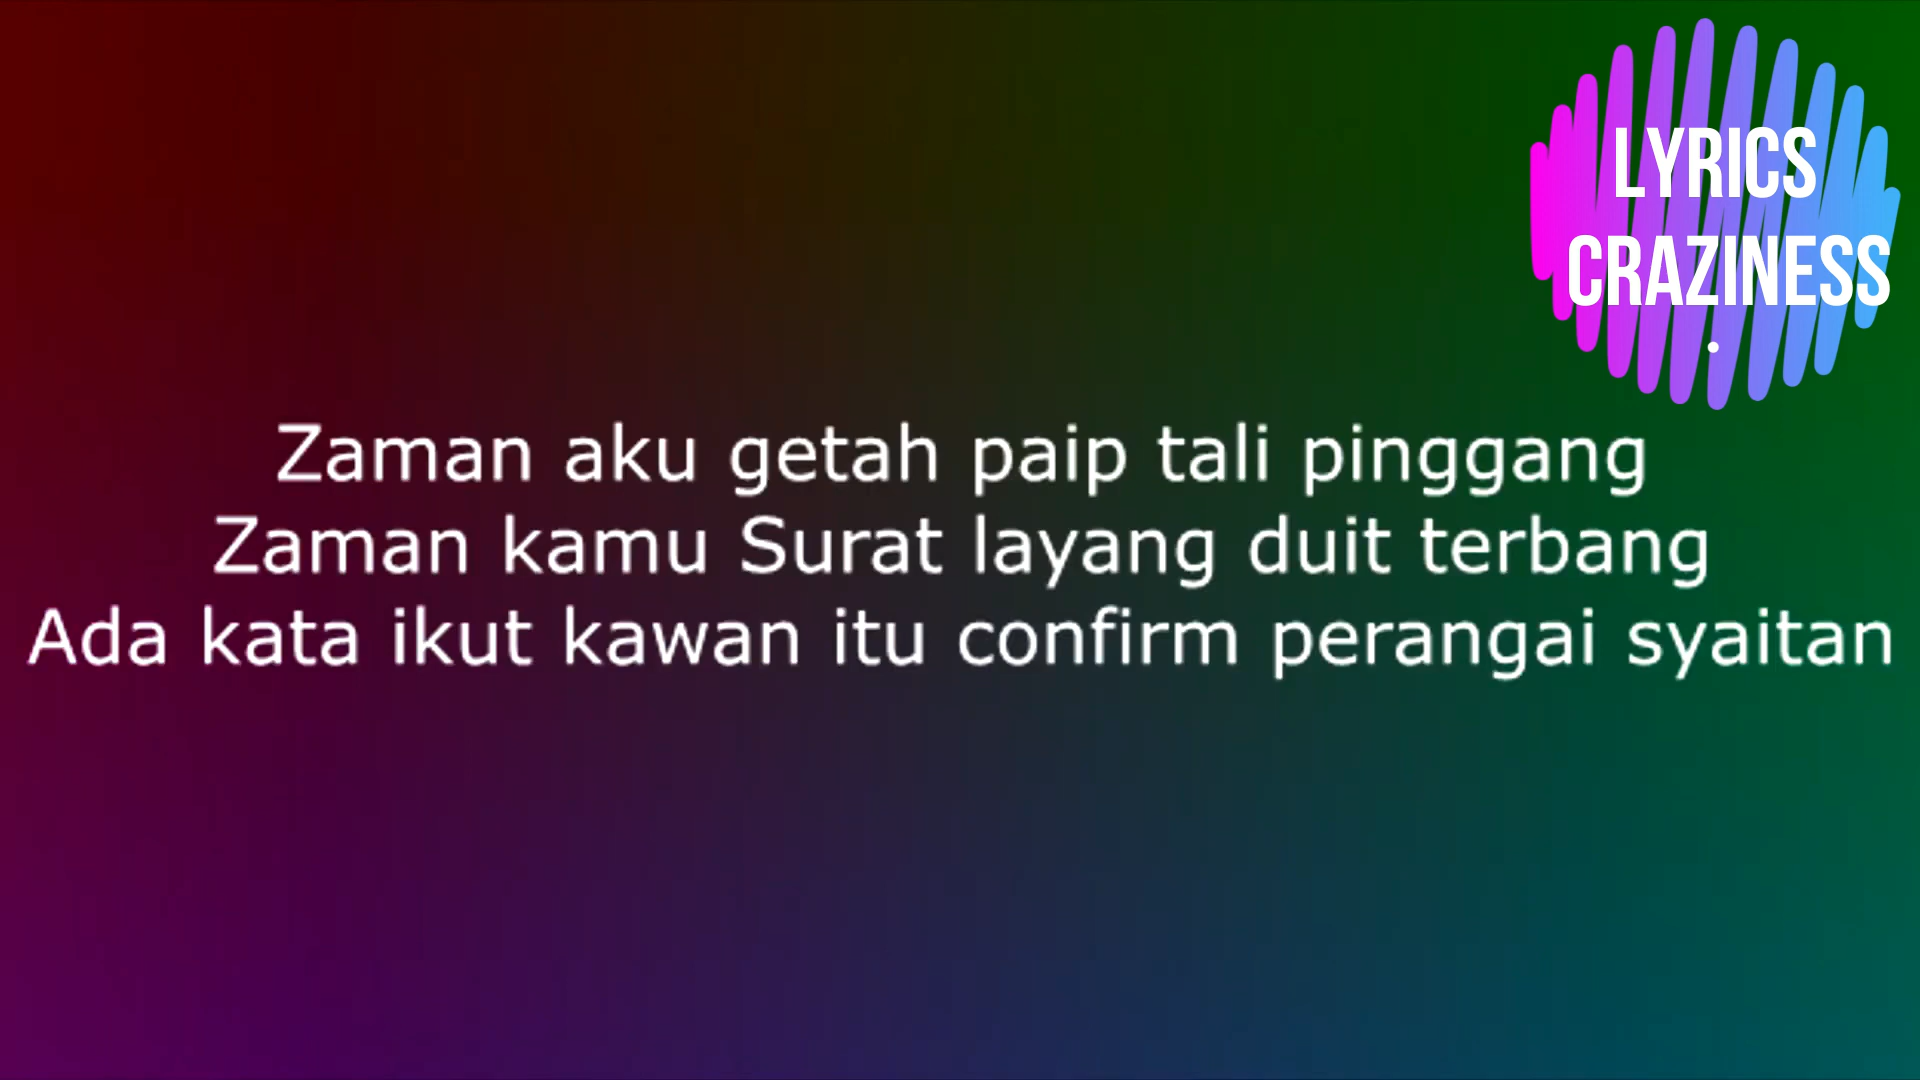 LYRICS
CRAZINESS
.
Zaman aku getah paip tali pinggang
Zaman kamu Surat layang duit terbang
Ada kata ikut kawan itu confirm perangai syaitan